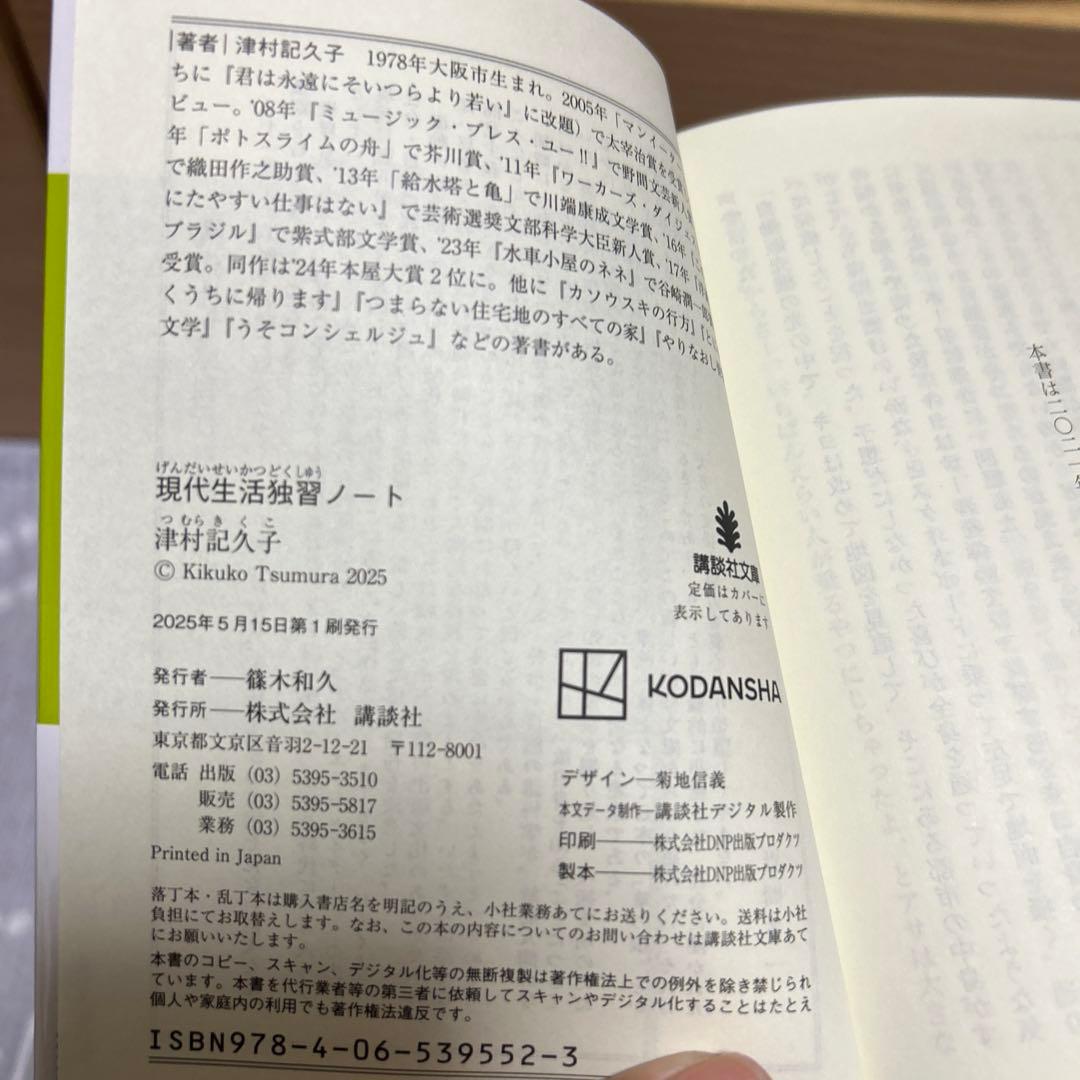 |著者| 津村記久子　1978年大阪市生まれ。2005年「マンイータ
ちに『君は永遠にそいつらより若い』に改題）で太宰治賞を受賞
ビュー。'08年『ミュージック・ブレス・ユー!!』で野間文芸新人
年「ポトスライムの舟」で芥川賞、'11年『ワーカーズ・ダイジェス
で織田作之助賞、'13年「給水塔と亀」で川端康成文学賞、'16年『
にたやすい仕事はない』で芸術選奨文部科学大臣新人賞、'17年『
ブラジル』で紫式部文学賞、'23年『水車小屋のネネ』で谷崎潤一郎
受賞。同作は'24年本屋大賞2位に。他に『カソウスキの行方』『と
くうちに帰ります』『つまらない住宅地のすべての家』『やりなおし
文学』『うそコンシェルジュ』などの著書がある。
げんだいせいかつどくしゅう
現代生活独習ノート
つむらきくこ
津村記久子
© Kikuko Tsumura 2025
2025年5月15日第1刷発行
発行者――篠木和久
発行所――株式会社　講談社
東京都文京区音羽2-12-21　〒112-8001
電話　出版 (03) 5395-3510
販売 (03) 5395-5817
業務 (03) 5395-3615
Printed in Japan
講談社文庫
定価はカバーに
表示してあります
KODANSHA
デザイン―菊地信義
本文データ制作―講談社デジタル製作
印刷――――株式会社DNP出版プロダクツ
製本――――株式会社DNP出版プロダクツ
落丁本・乱丁本は購入書店名を明記のうえ、小社業務あてにお送りください。送料は小社
負担にてお取替えします。なお、この本の内容についてのお問い合わせは講談社文庫あて
にお願いいたします。
本書のコピー、スキャン、デジタル化等の無断複製は著作権法上での例外を除き禁じられ
ています。本書を代行業者等の第三者に依頼してスキャンやデジタル化することはたとえ
個人や家庭内の利用でも著作権法違反です。
ISBN978-4-06-539552-3
本書は二〇二一年